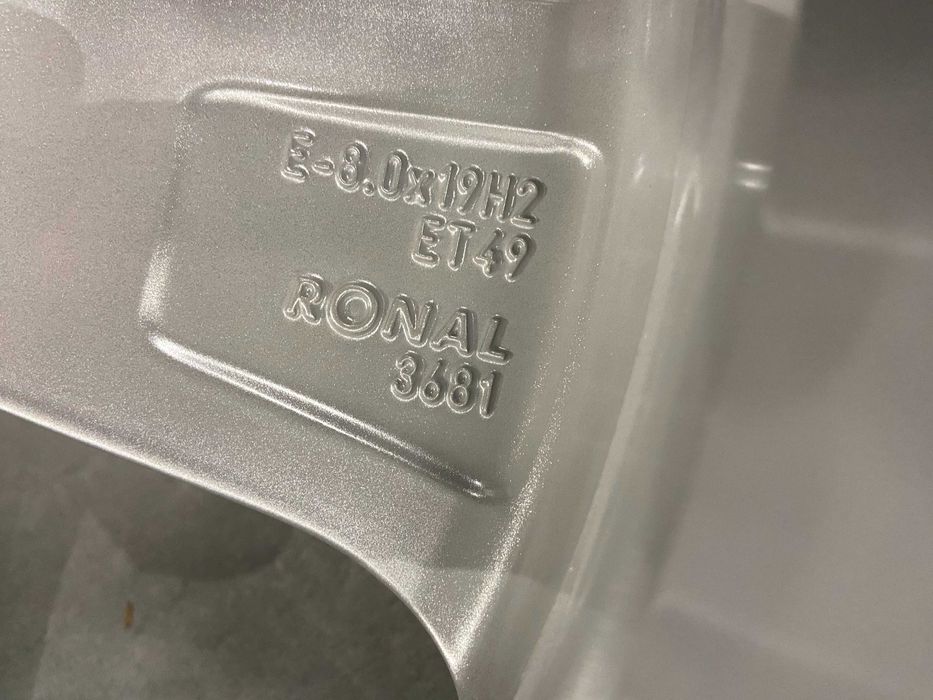 E-8.0x19H2
ET49
RONAL
3681